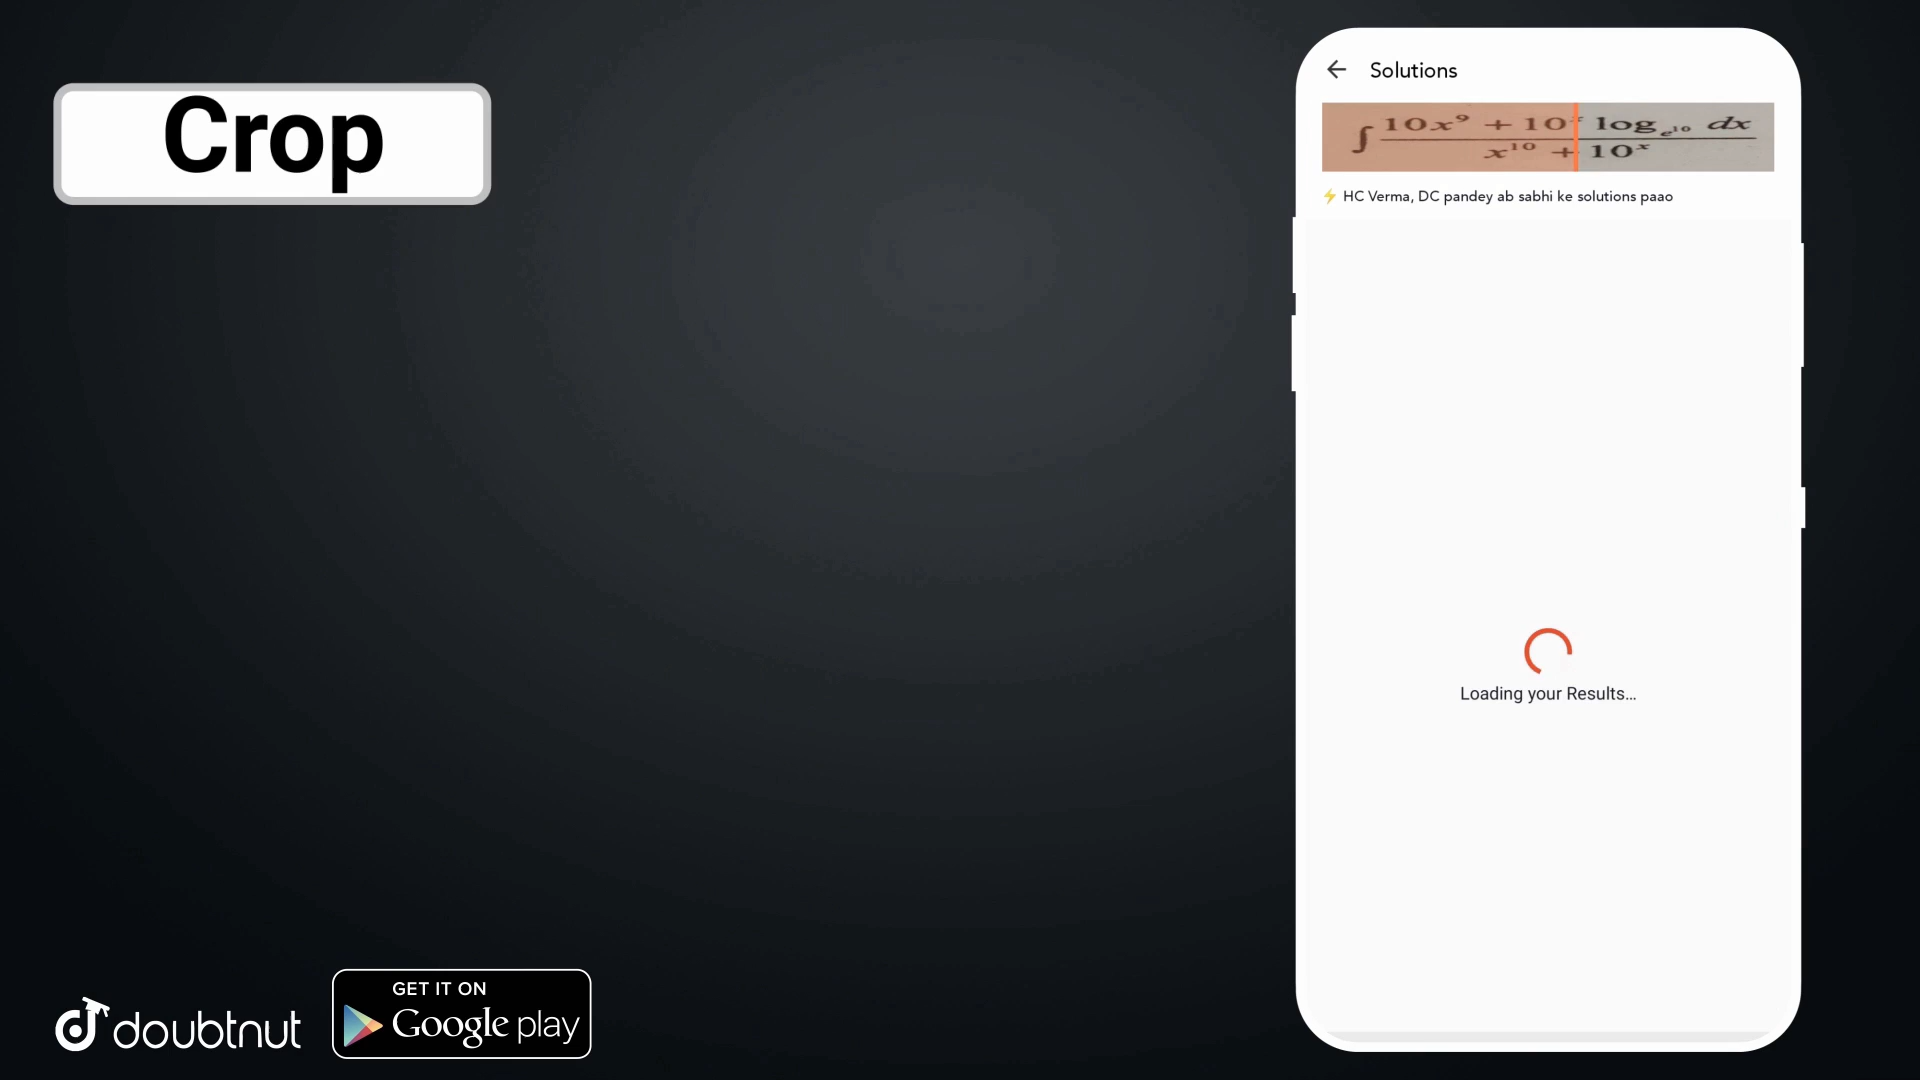 Crop
Solutions
∫ 10x⁹ + 10ˣ logₑ10 dx
x¹⁰ + 10ˣ
⚡ HC Verma, DC pandey ab sabhi ke solutions paao
Loading your Results...
doubtnut
GET IT ON
Google play